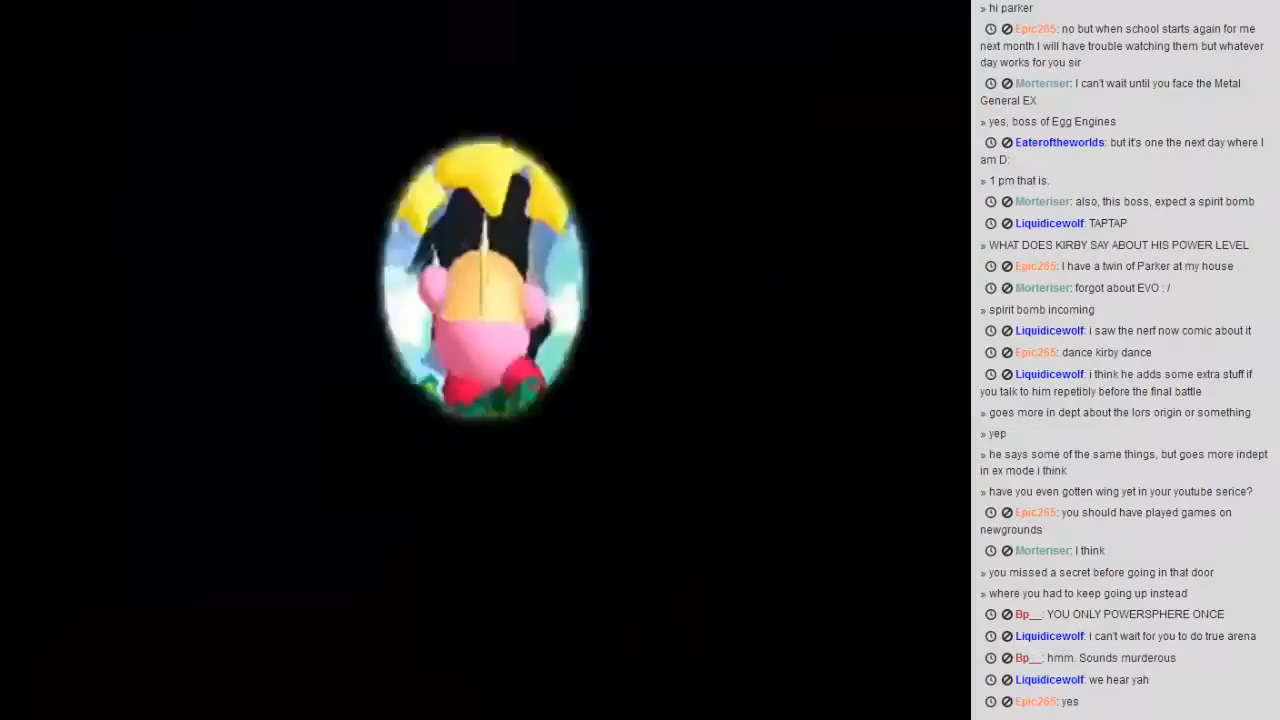 » hi parker
Epic265: no but when school starts again for me
next month I will have trouble watching them but whatever
day works for you sir
Morteriser: I can't wait until you face the Metal
General EX
» yes, boss of Egg Engines
Eateroftheworlds: but it's one the next day where I
am D:
» 1 pm that is.
Morteriser: also, this boss, expect a spirit bomb
Liquidicewolf: TAPTAP
» WHAT DOES KIRBY SAY ABOUT HIS POWER LEVEL
Epic265: I have a twin of Parker at my house
Morteriser: forgot about EVO : /
» spirit bomb incoming
Liquidicewolf: i saw the nerf now comic about it
Epic265: dance kirby dance
Liquidicewolf: i think he adds some extra stuff if
you talk to him repetibly before the final battle
» goes more in dept about the lors origin or something
» yep
» he says some of the same things, but goes more indept
in ex mode i think
» have you even gotten wing yet in your youtube serice?
Epic265: you should have played games on
newgrounds
Morteriser: I think
» you missed a secret before going in that door
» where you had to keep going up instead
Bp__: YOU ONLY POWERSPHERE ONCE
Liquidicewolf: i can't wait for you to do true arena
Bp__: hmm. Sounds murderous
Liquidicewolf: we hear yah
Epic265: yes